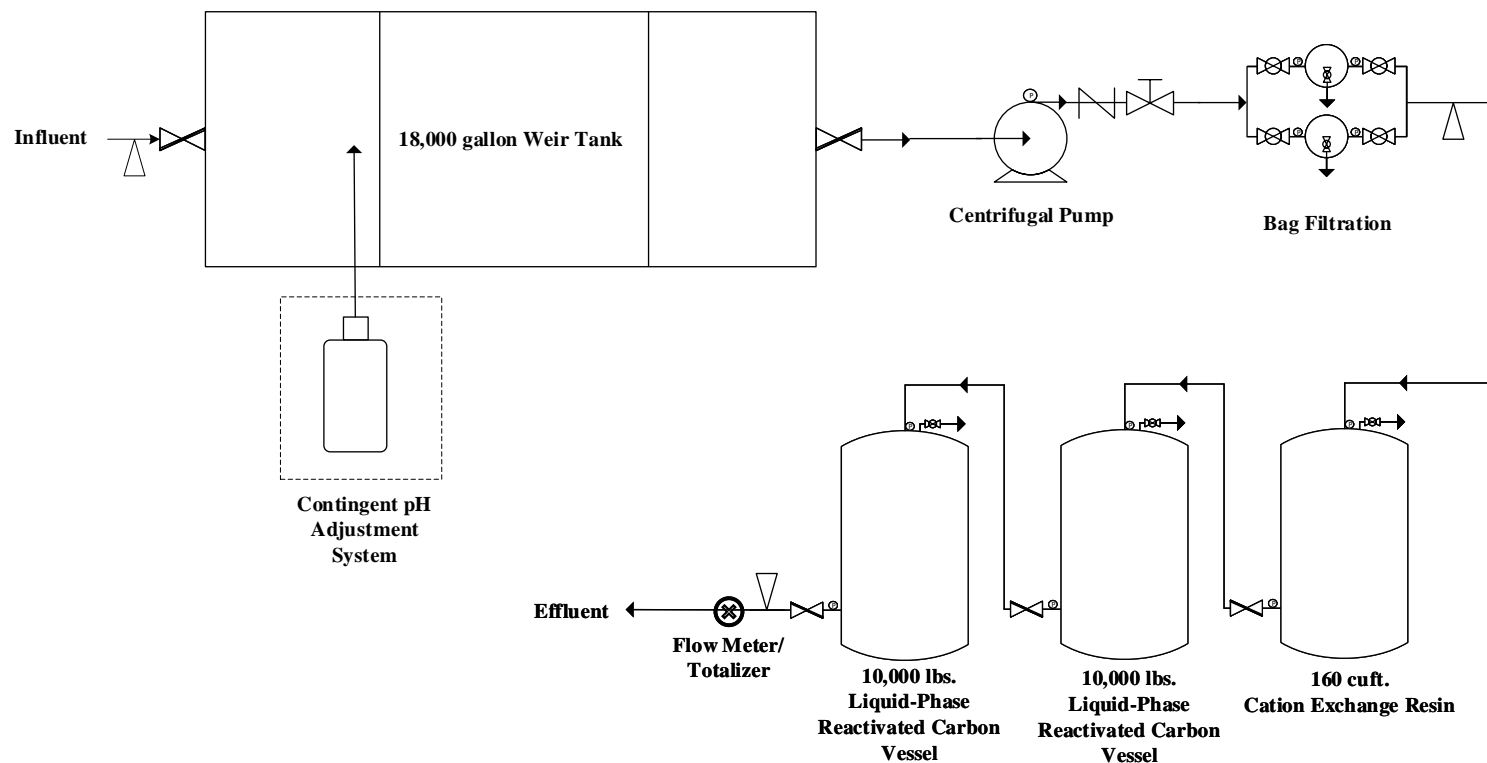 Influent
18,000 gallon Weir Tank
P
Centrifugal Pump
P
P
P
P
Bag Filtration
Contingent pH
Adjustment
System
P
P
P
Effluent
P
P
P
Flow Meter/
Totalizer
10,000 lbs.
Liquid-Phase
Reactivated Carbon
Vessel
10,000 lbs.
Liquid-Phase
Reactivated Carbon
Vessel
160 cuft.
Cation Exchange Resin